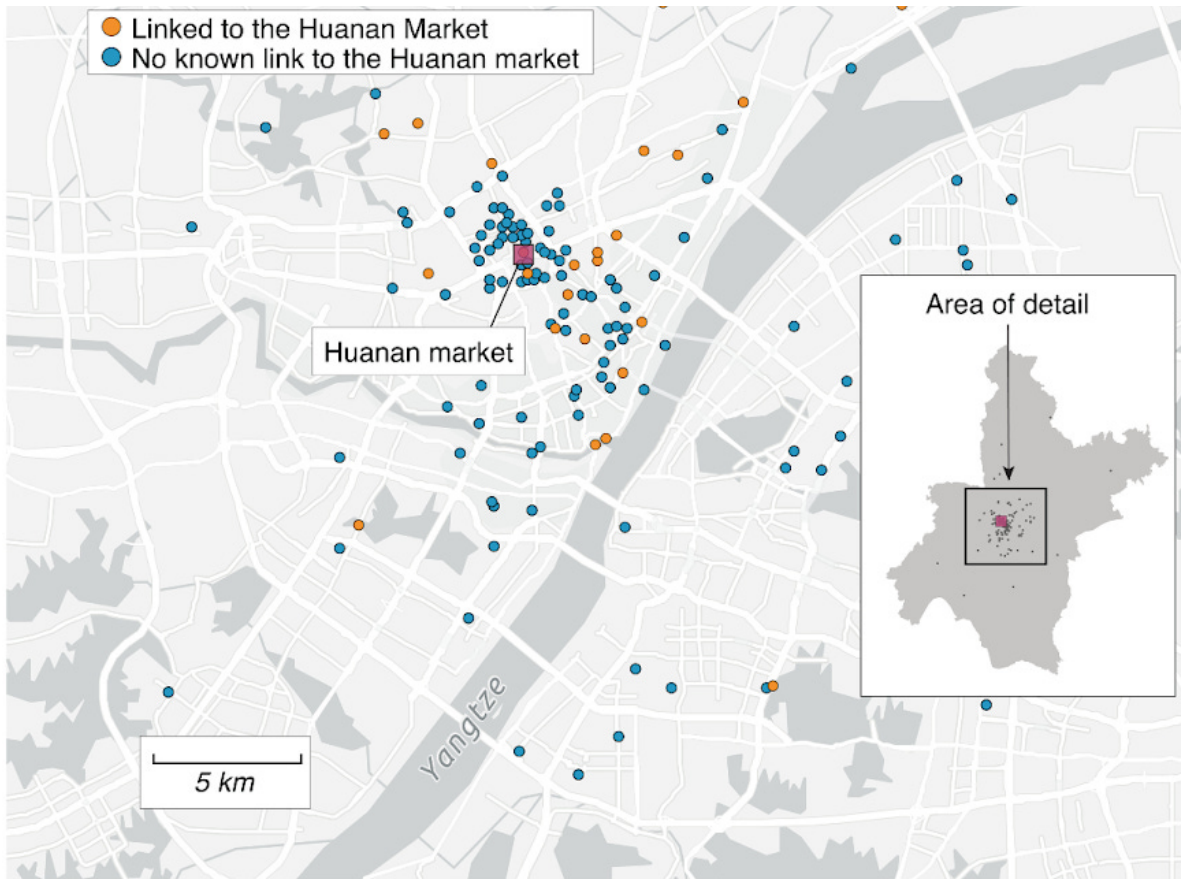 Linked to the Huanan Market
No known link to the Huanan market
Huanan market
Area of detail
Yangtze
5 km